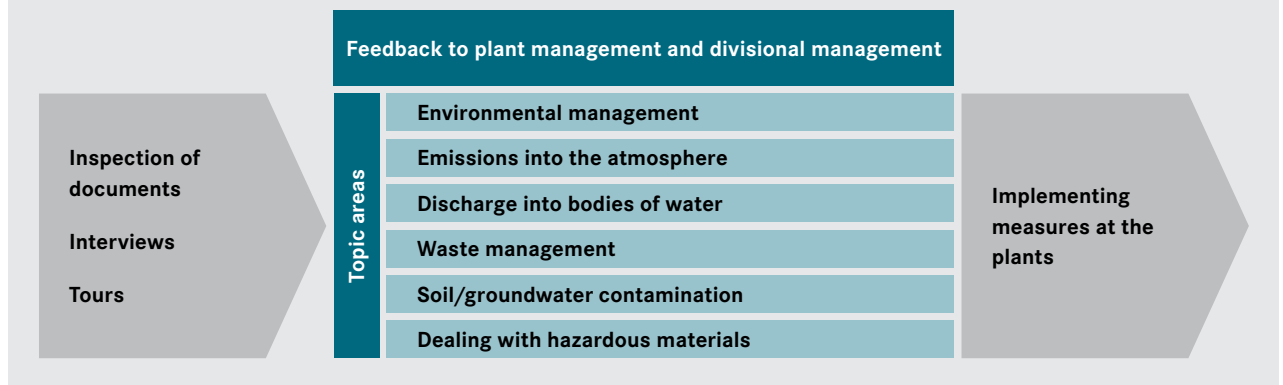 Feedback to plant management and divisional management
Inspection of
documents
Interviews
Tours
Topic areas
Environmental management
Emissions into the atmosphere
Discharge into bodies of water
Waste management
Soil/groundwater contamination
Dealing with hazardous materials
Implementing
measures at the
plants